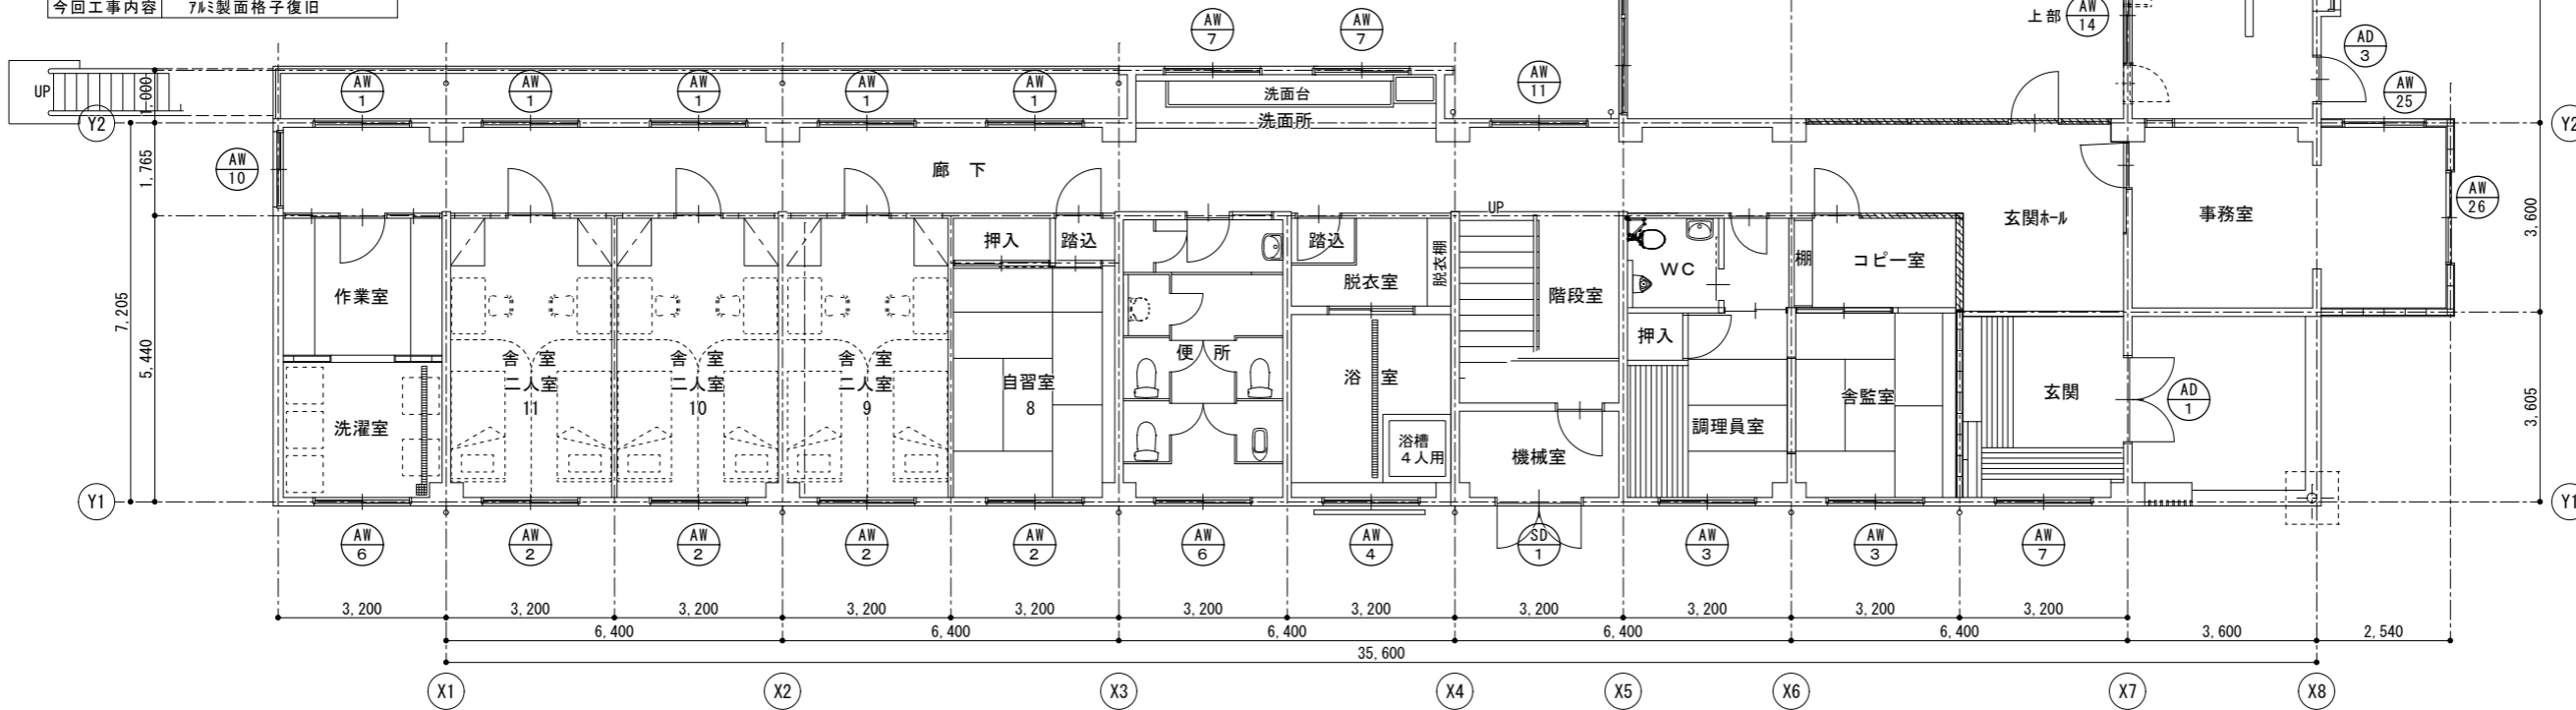 今回工事内容 ｱﾙﾐ製面格子復旧
AW 7
AW 7
上部
AW 14
AD 3
UP
1,000
AW 1
AW 1
AW 1
AW 1
AW 1
洗面台
AW 11
AW 25
Y2
洗面所
Y2
1,765
AW 10
廊 下
AW 26
UP
玄関ﾎｰﾙ
事務室
3,600
押入
踏込
踏込
脱衣棚
WC
棚
コピー室
7,205
作業室
脱衣室
階段室
5,440
押入
舎 室
二人室
11
舎 室
二人室
10
舎 室
二人室
9
自習室
8
便 所
浴 室
舎監室
玄関
AD 1
3,605
洗濯室
浴槽
4人用
機械室
調理員室
Y1
Y1
AW 6
AW 2
AW 2
AW 2
AW 2
AW 6
AW 4
SD 1
AW 3
AW 3
AW 7
3,200 3,200 3,200 3,200 3,200 3,200 3,200 3,200 3,200 3,200 3,200
6,400 6,400 6,400 6,400 6,400 3,600 2,540
35,600
X1 X2 X3 X4 X5 X6 X7 X8